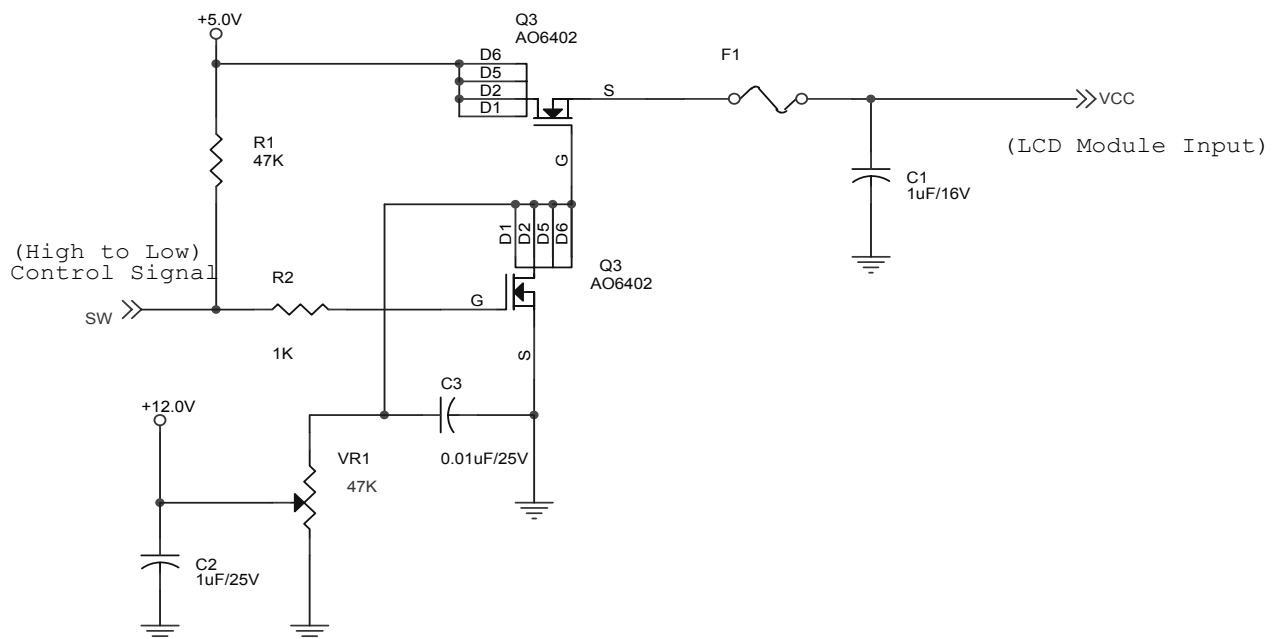 +5.0V
Q3
AO6402
F1
D6
D5
D2
D1
S
VCC
(LCD Module Input)
R1
47K
G
C1
1uF/16V
D1
D2
D5
D6
(High to Low)
Control Signal
Q3
AO6402
R2
G
SW
1K
S
C3
+12.0V
0.01uF/25V
VR1
47K
C2
1uF/25V